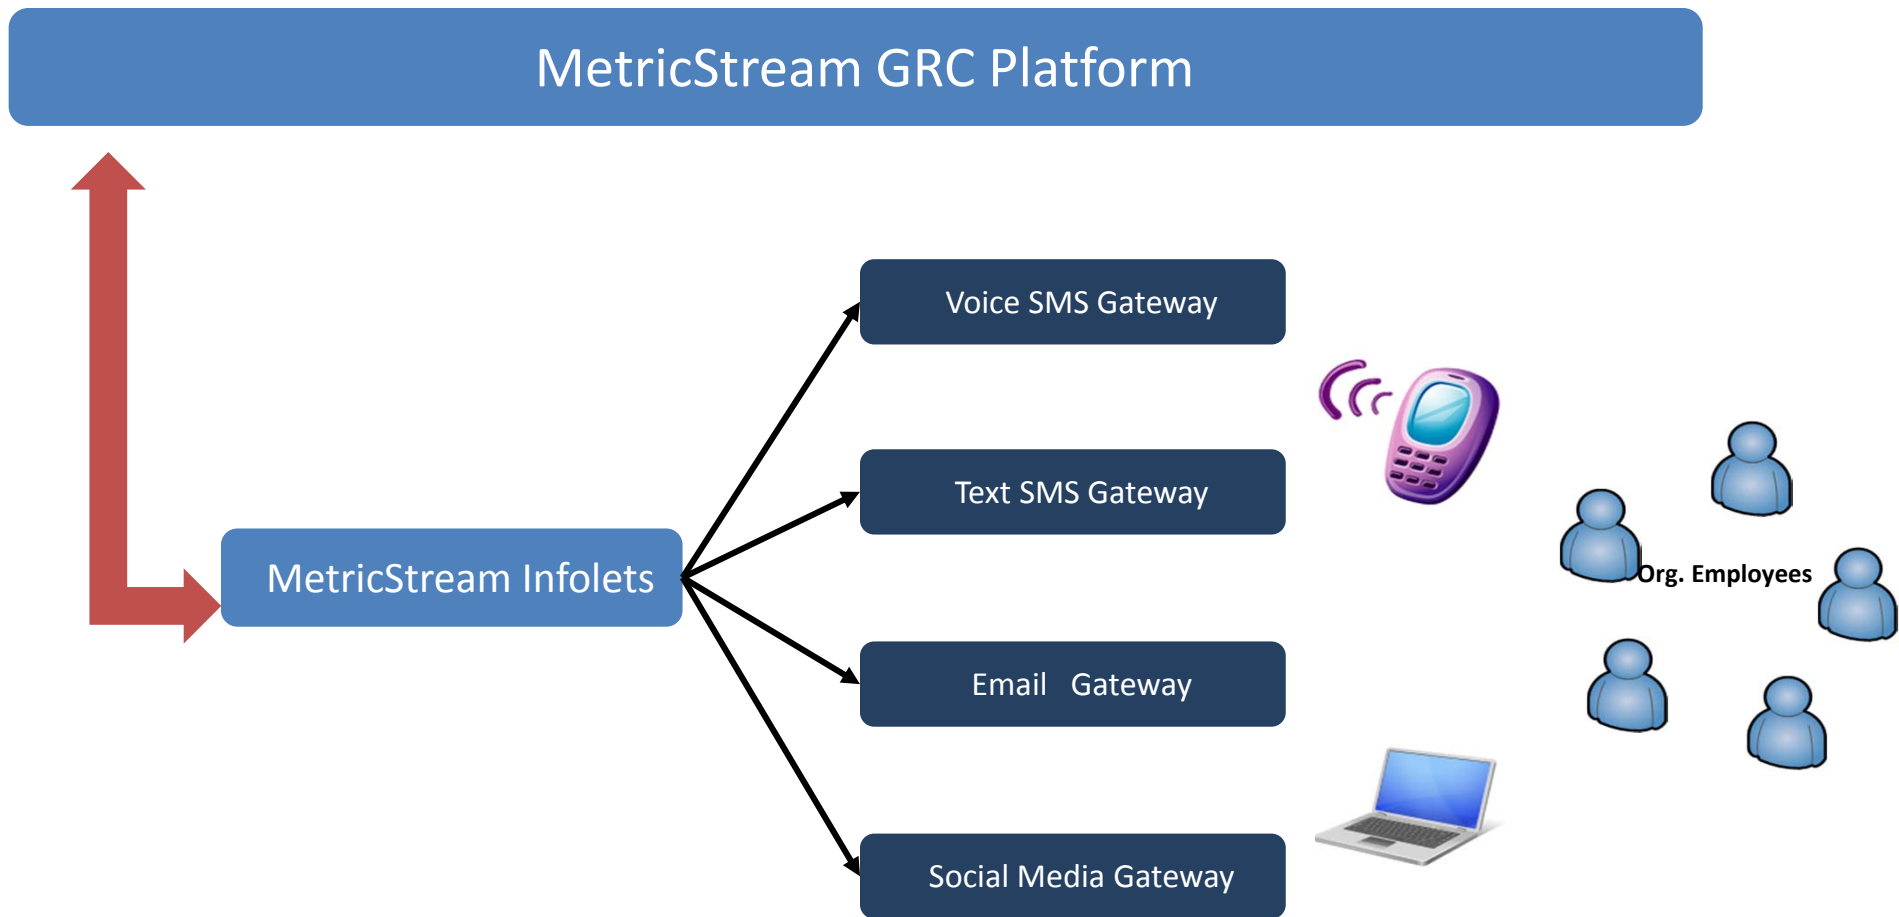 MetricStream GRC Platform
Voice SMS Gateway
Text SMS Gateway
MetricStream Infolets
Org. Employees
Email Gateway
Social Media Gateway